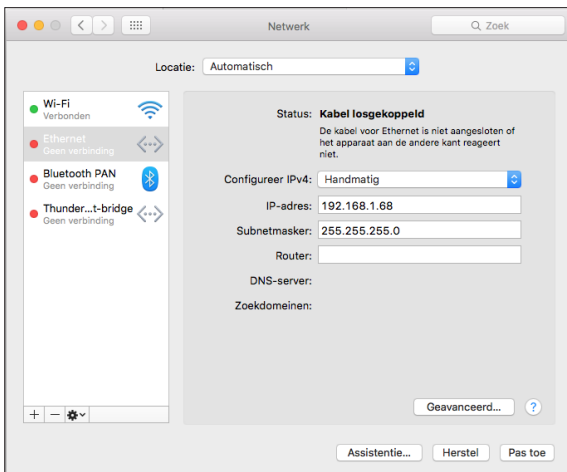 Netwerk
Zoek
Locatie: Automatisch
Wi-Fi
Verbonden
Ethernet
Geen verbinding
Bluetooth PAN
Geen verbinding
Thunder...t-bridge
Geen verbinding
Status: Kabel losgekoppeld
De kabel voor Ethernet is niet aangesloten of
het apparaat aan de andere kant reageert
niet.
Configureer IPv4: Handmatig
IP-adres: 192.168.1.68
Subnetmasker: 255.255.255.0
Router:
DNS-server:
Zoekdomeinen:
Geavanceerd... ?
Assistentie... Herstel Pas toe